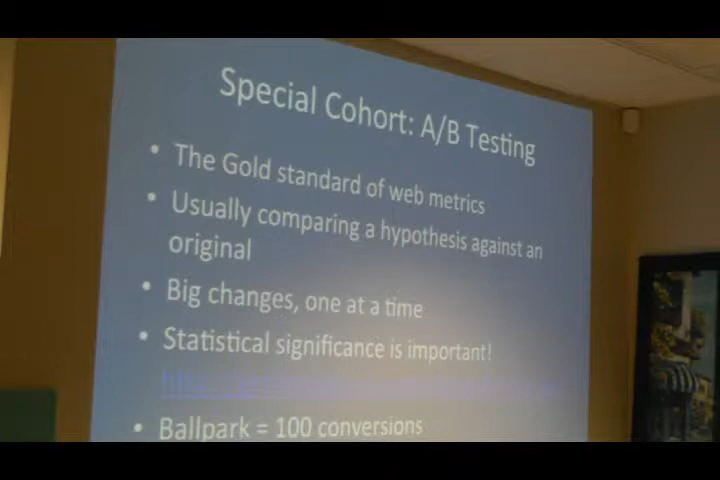 Special Cohort: A/B Testing
• The Gold standard of web metrics
• Usually comparing a hypothesis against an
original
• Big changes, one at a time
• Statistical significance is important!
• Ballpark = 100 conversions